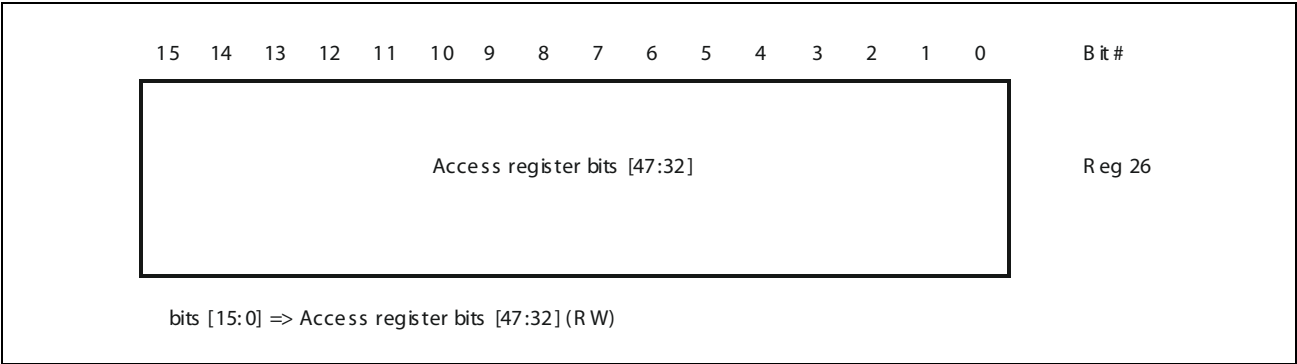 15 14 13 12 11 10 9 8 7 6 5 4 3 2 1 0 Bit#
Access register bits [47:32] Reg 26
bits [15:0] => Access register bits [47:32] (RW)